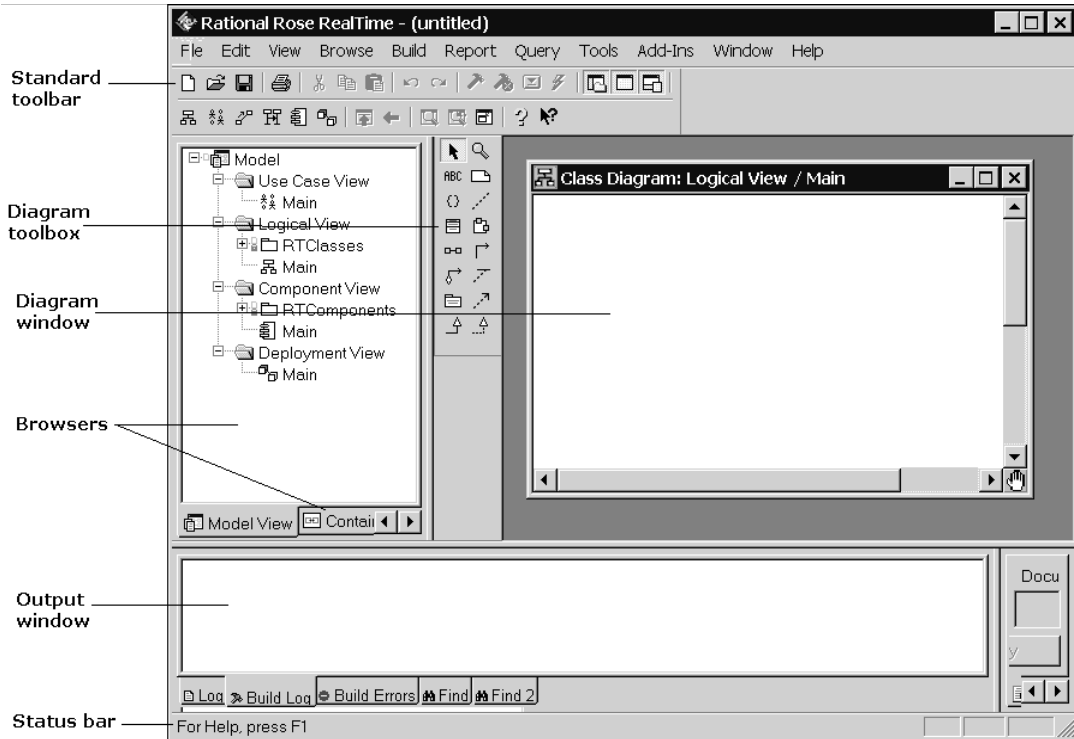 Rational Rose RealTime - (untitled)
File Edit View Browse Build Report Query Tools Add-Ins Window Help
Standard
toolbar
ABC
Model
Use Case View
Main
Logical View
RTClasses
Main
Component View
RTComponents
Main
Deployment View
Main
Class Diagram: Logical View / Main
Diagram
toolbox
Diagram
window
Browsers
Model View Contain
Output
window
Docu
y
Log Build Log Build Errors Find Find 2
Status bar
For Help, press F1